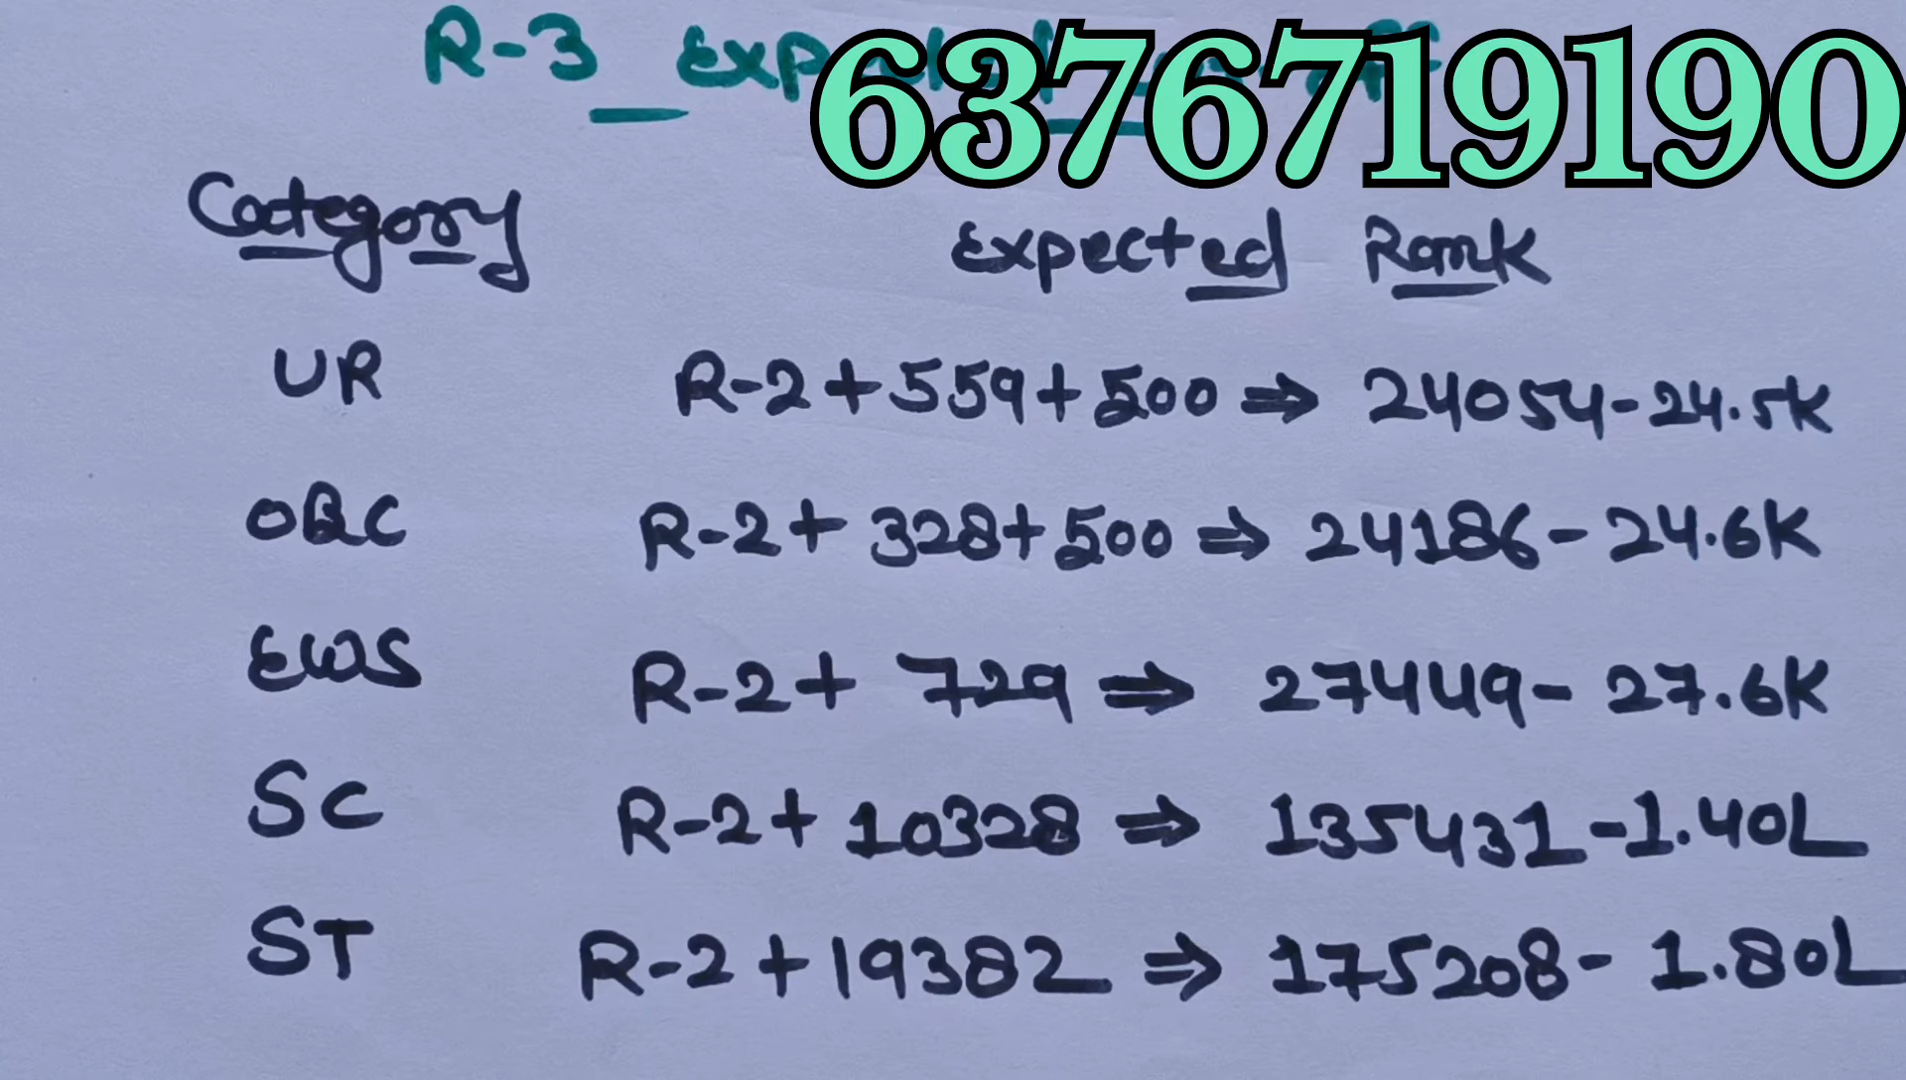 R-3 Exp
6376719190
Category Expected Rank
UR R-2+559+500 ⇒ 24054-24.5K
OBC R-2+ 328+500 ⇒ 24186-24.6K
EWS R-2+ 729 ⇒ 27449- 27.6K
SC R-2+10328 ⇒ 135431-1.40L
ST R-2+19382 ⇒ 175208- 1.80L